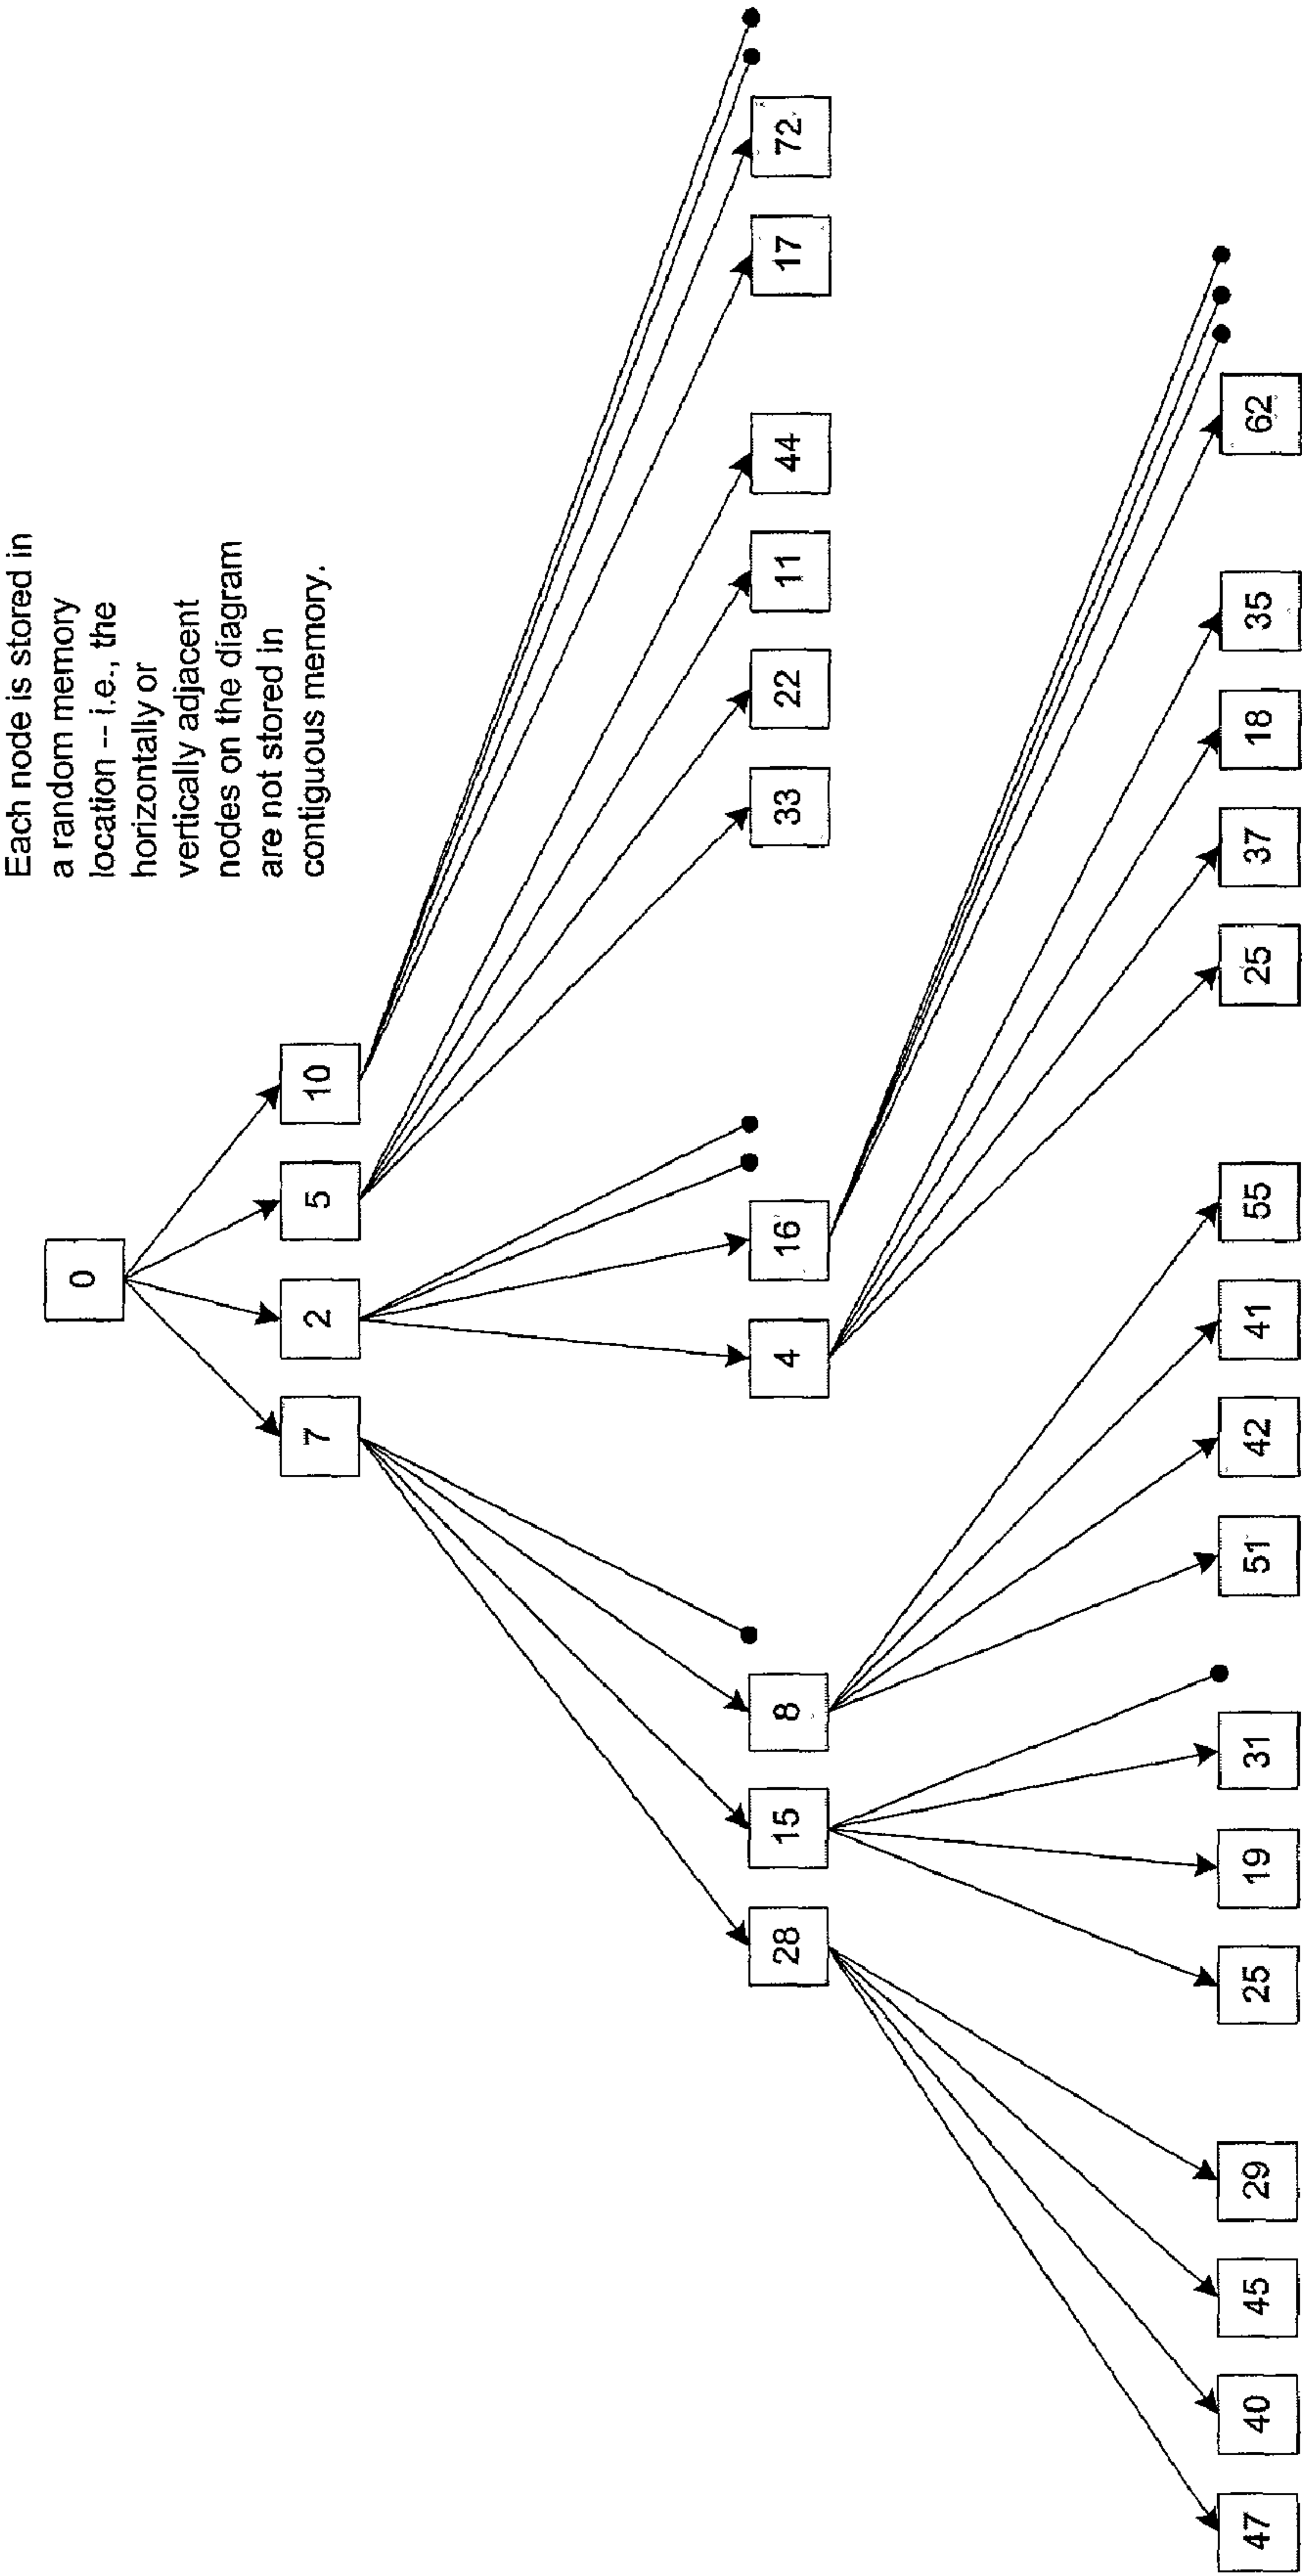 Each node is stored in
a random memory
location -- i.e., the
horizontally or
vertically adjacent
nodes on the diagram
are not stored in
contiguous memory.
0
7 2 5 10
28 15 8 4 16 33 22 11 44 17 72
47 40 45 29 25 19 31 51 42 41 55 25 37 18 35 62